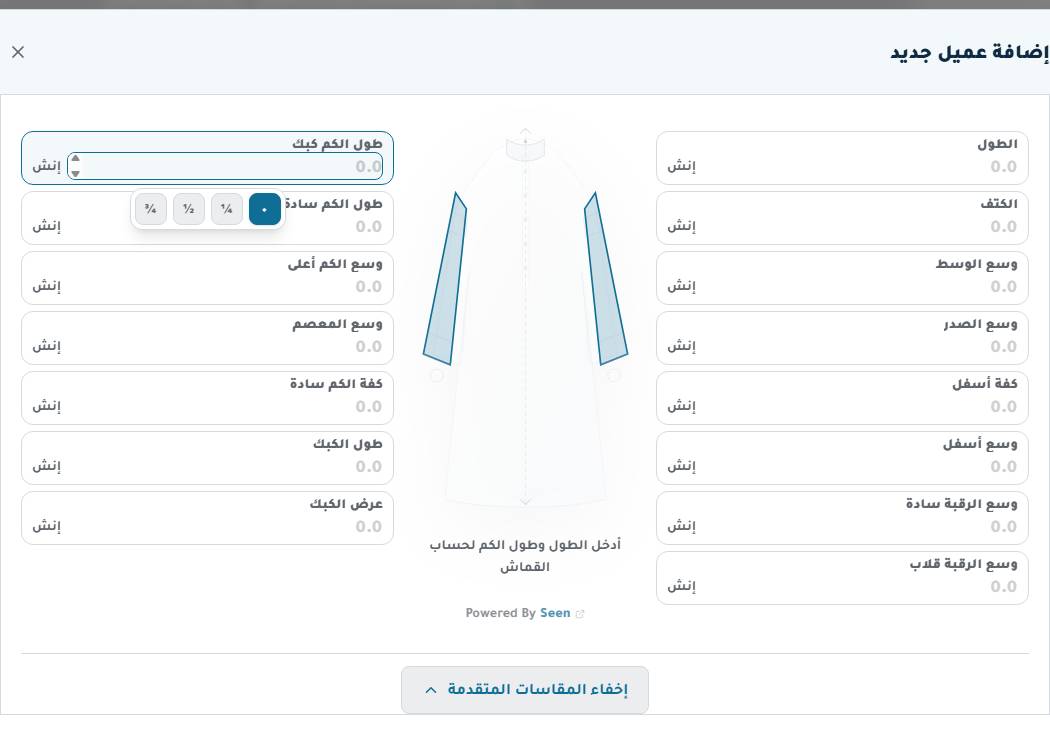 إضافة عميل جديد
الطول
0.0
إنش
الكتف
0.0
إنش
وسع الوسط
0.0
إنش
وسع الصدر
0.0
إنش
كفة أسفل
0.0
إنش
وسع أسفل
0.0
إنش
وسع الرقبة سادة
0.0
إنش
وسع الرقبة قلاب
0.0
إنش
أدخل الطول وطول الكم لحساب
القماش
Powered By Seen
طول الكم كبك
0.0
إنش
طول الكم سادة
0.0
إنش
٠
¼
½
¾
وسع الكم أعلى
0.0
إنش
وسع المعصم
0.0
إنش
كفة الكم سادة
0.0
إنش
طول الكبك
0.0
إنش
عرض الكبك
0.0
إنش
إخفاء المقاسات المتقدمة